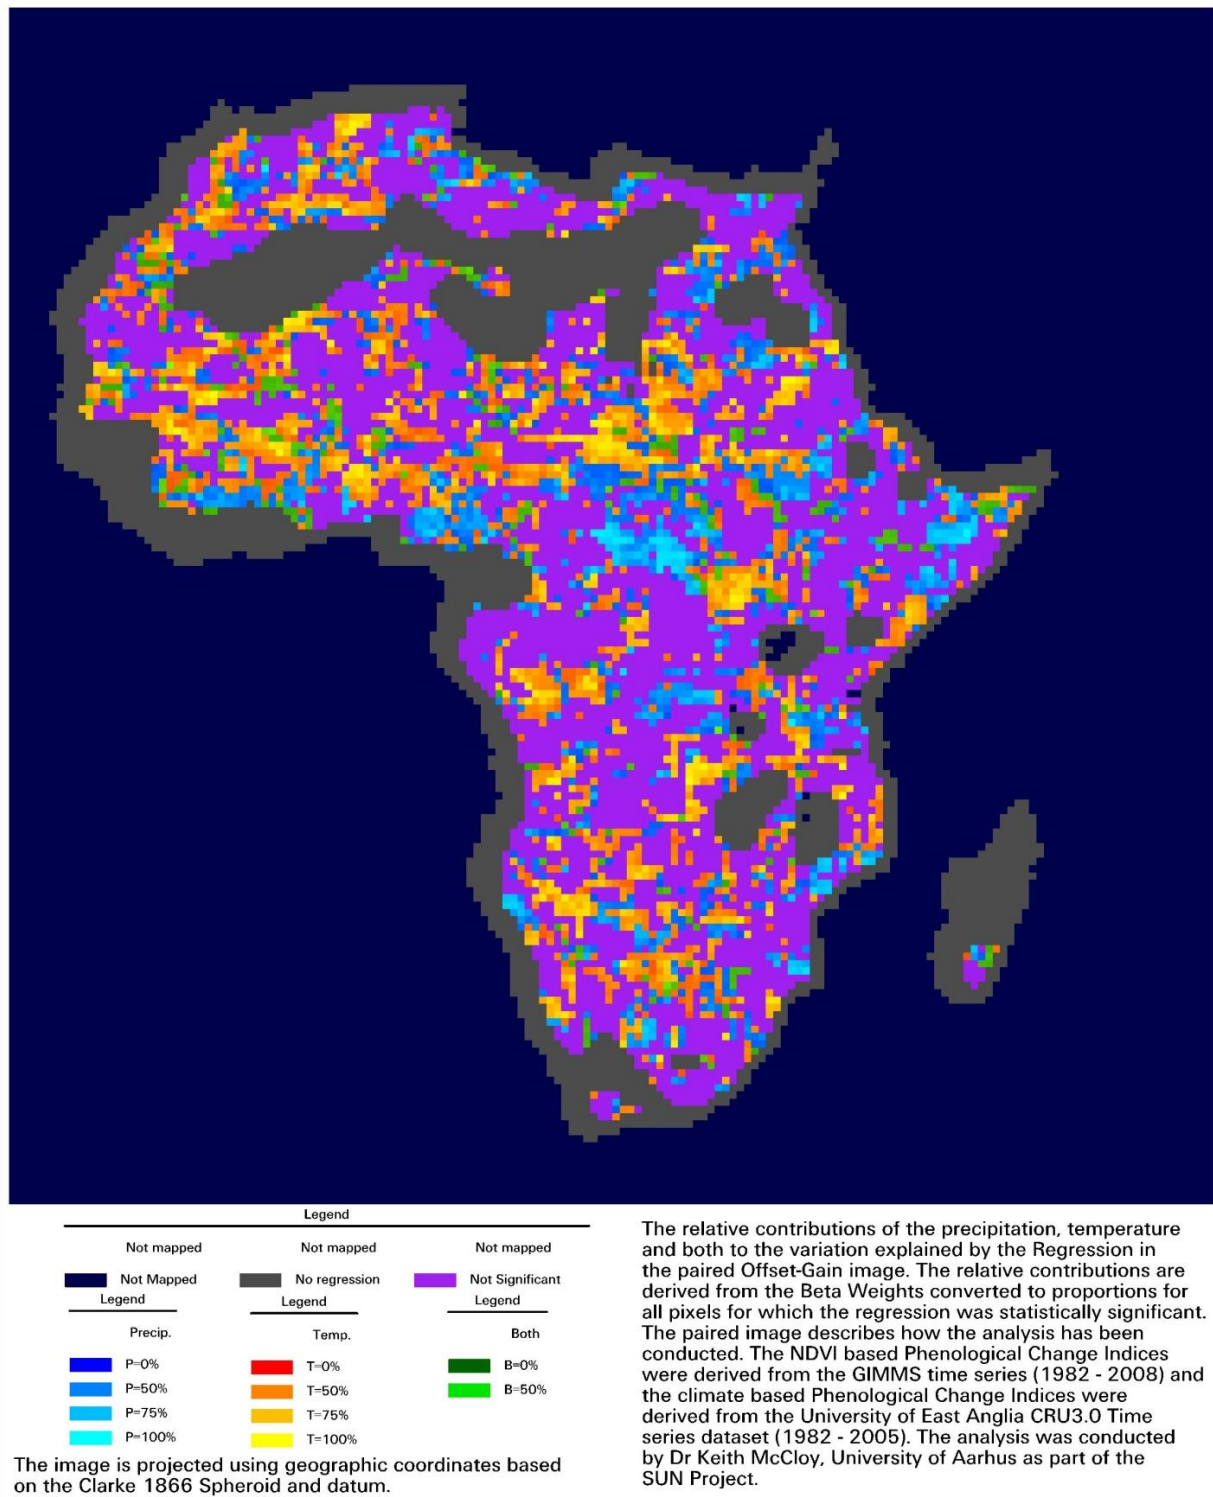 Legend
Not mapped Not mapped Not mapped
Not Mapped No regression Not Significant
Legend Legend Legend
Precip. Temp. Both
P=0% T=0% B=0%
P=50% T=50% B=50%
P=75% T=75%
P=100% T=100%
The image is projected using geographic coordinates based
on the Clarke 1866 Spheroid and datum.
The relative contributions of the precipitation, temperature
and both to the variation explained by the Regression in
the paired Offset-Gain image. The relative contributions are
derived from the Beta Weights converted to proportions for
all pixels for which the regression was statistically significant.
The paired image describes how the analysis has been
conducted. The NDVI based Phenological Change Indices
were derived from the GIMMS time series (1982 - 2008) and
the climate based Phenological Change Indices were
derived from the University of East Anglia CRU3.0 Time
series dataset (1982 - 2005). The analysis was conducted
by Dr Keith McCloy, University of Aarhus as part of the
SUN Project.